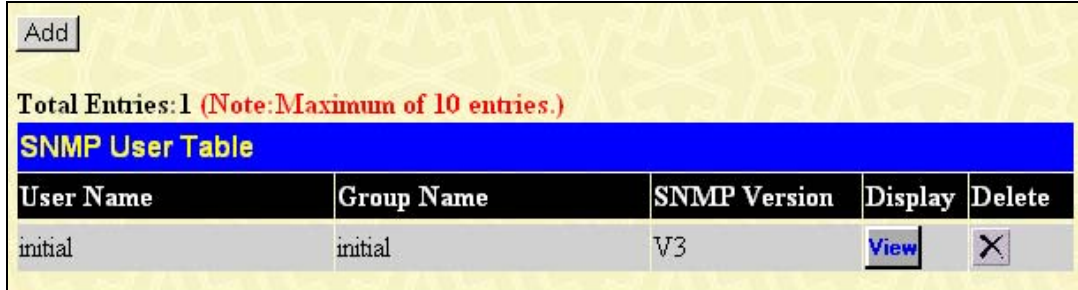 Add
Total Entries:1 (Note:Maximum of 10 entries.)
SNMP User Table
User Name Group Name SNMP Version Display Delete
initial initial V3 View X